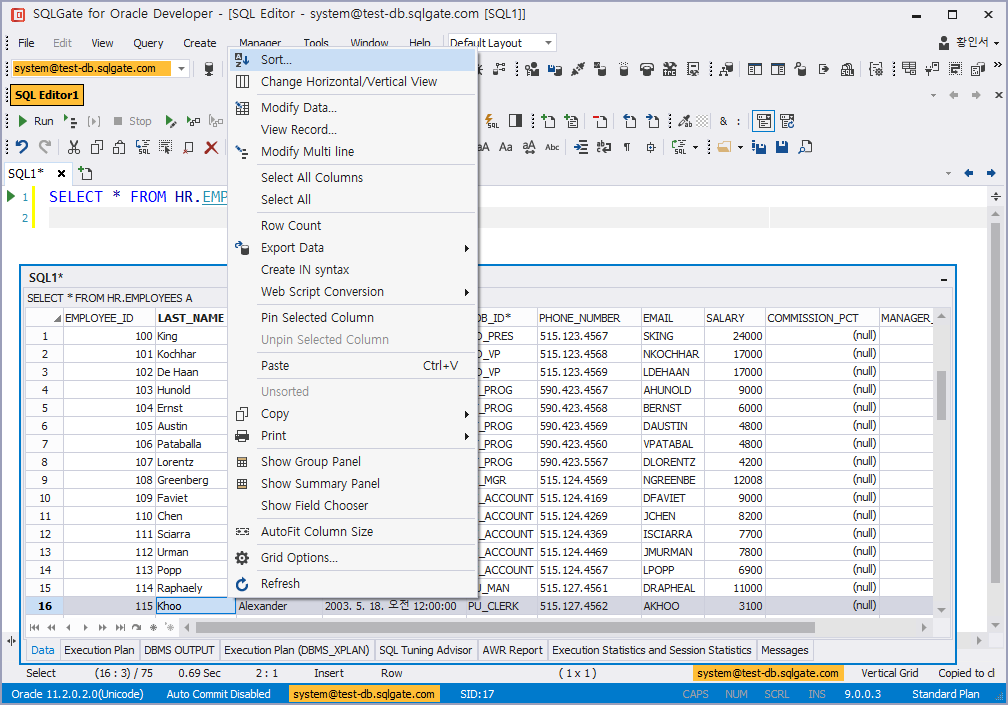 SQLGate for Oracle Developer - [SQL Editor - system@test-db.sqlgate.com [SQL1]]
File Edit View Query Create Manager Tools Window Help Default Layout 황인서
system@test-db.sqlgate.com
SQL Editor1
Run Stop & :
Aa Abc
SQL1*
1 SELECT * FROM HR.EMP
2
Sort...
Change Horizontal/Vertical View
Modify Data...
View Record...
Modify Multi line
Select All Columns
Select All
Row Count
Export Data
Create IN syntax
Web Script Conversion
Pin Selected Column
Unpin Selected Column
Paste Ctrl+V
Unsorted
Copy
Print
Show Group Panel
Show Summary Panel
Show Field Chooser
AutoFit Column Size
Grid Options...
Refresh
SQL1*
SELECT * FROM HR.EMPLOYEES A
EMPLOYEE_ID LAST_NAME OB_ID* PHONE_NUMBER EMAIL SALARY COMMISSION_PCT MANAGER_
1 100 King D_PRES 515.123.4567 SKING 24000 (null)
2 101 Kochhar D_VP 515.123.4568 NKOCHHAR 17000 (null)
3 102 De Haan D_VP 515.123.4569 LDEHAAN 17000 (null)
4 103 Hunold _PROG 590.423.4567 AHUNOLD 9000 (null)
5 104 Ernst _PROG 590.423.4568 BERNST 6000 (null)
6 105 Austin _PROG 590.423.4569 DAUSTIN 4800 (null)
7 106 Pataballa _PROG 590.423.4560 VPATABAL 4800 (null)
8 107 Lorentz _PROG 590.423.5567 DLORENTZ 4200 (null)
9 108 Greenberg _MGR 515.124.4569 NGREENBE 12008 (null)
10 109 Faviet _ACCOUNT 515.124.4169 DFAVIET 9000 (null)
11 110 Chen _ACCOUNT 515.124.4269 JCHEN 8200 (null)
12 111 Sciarra _ACCOUNT 515.124.4369 ISCIARRA 7700 (null)
13 112 Urman _ACCOUNT 515.124.4469 JMURMAN 7800 (null)
14 113 Popp _ACCOUNT 515.124.4567 LPOPP 6900 (null)
15 114 Raphaely U_MAN 515.127.4561 DRAPHEAL 11000 (null)
16 115 Khoo Alexander 2003. 5. 18. 오전 12:00:00 PU_CLERK 515.127.4562 AKHOO 3100 (null)
Data Execution Plan DBMS OUTPUT Execution Plan (DBMS_XPLAN) SQL Tuning Advisor AWR Report Execution Statistics and Session Statistics Messages
Select (16 : 3) / 75 0.69 Sec 2 : 1 Insert Row ( 1 x 1 ) system@test-db.sqlgate.com Vertical Grid Copied to cl
Oracle 11.2.0.2.0(Unicode) Auto Commit Disabled system@test-db.sqlgate.com SID:17 CAPS NUM SCRL INS 9.0.0.3 Standard Plan